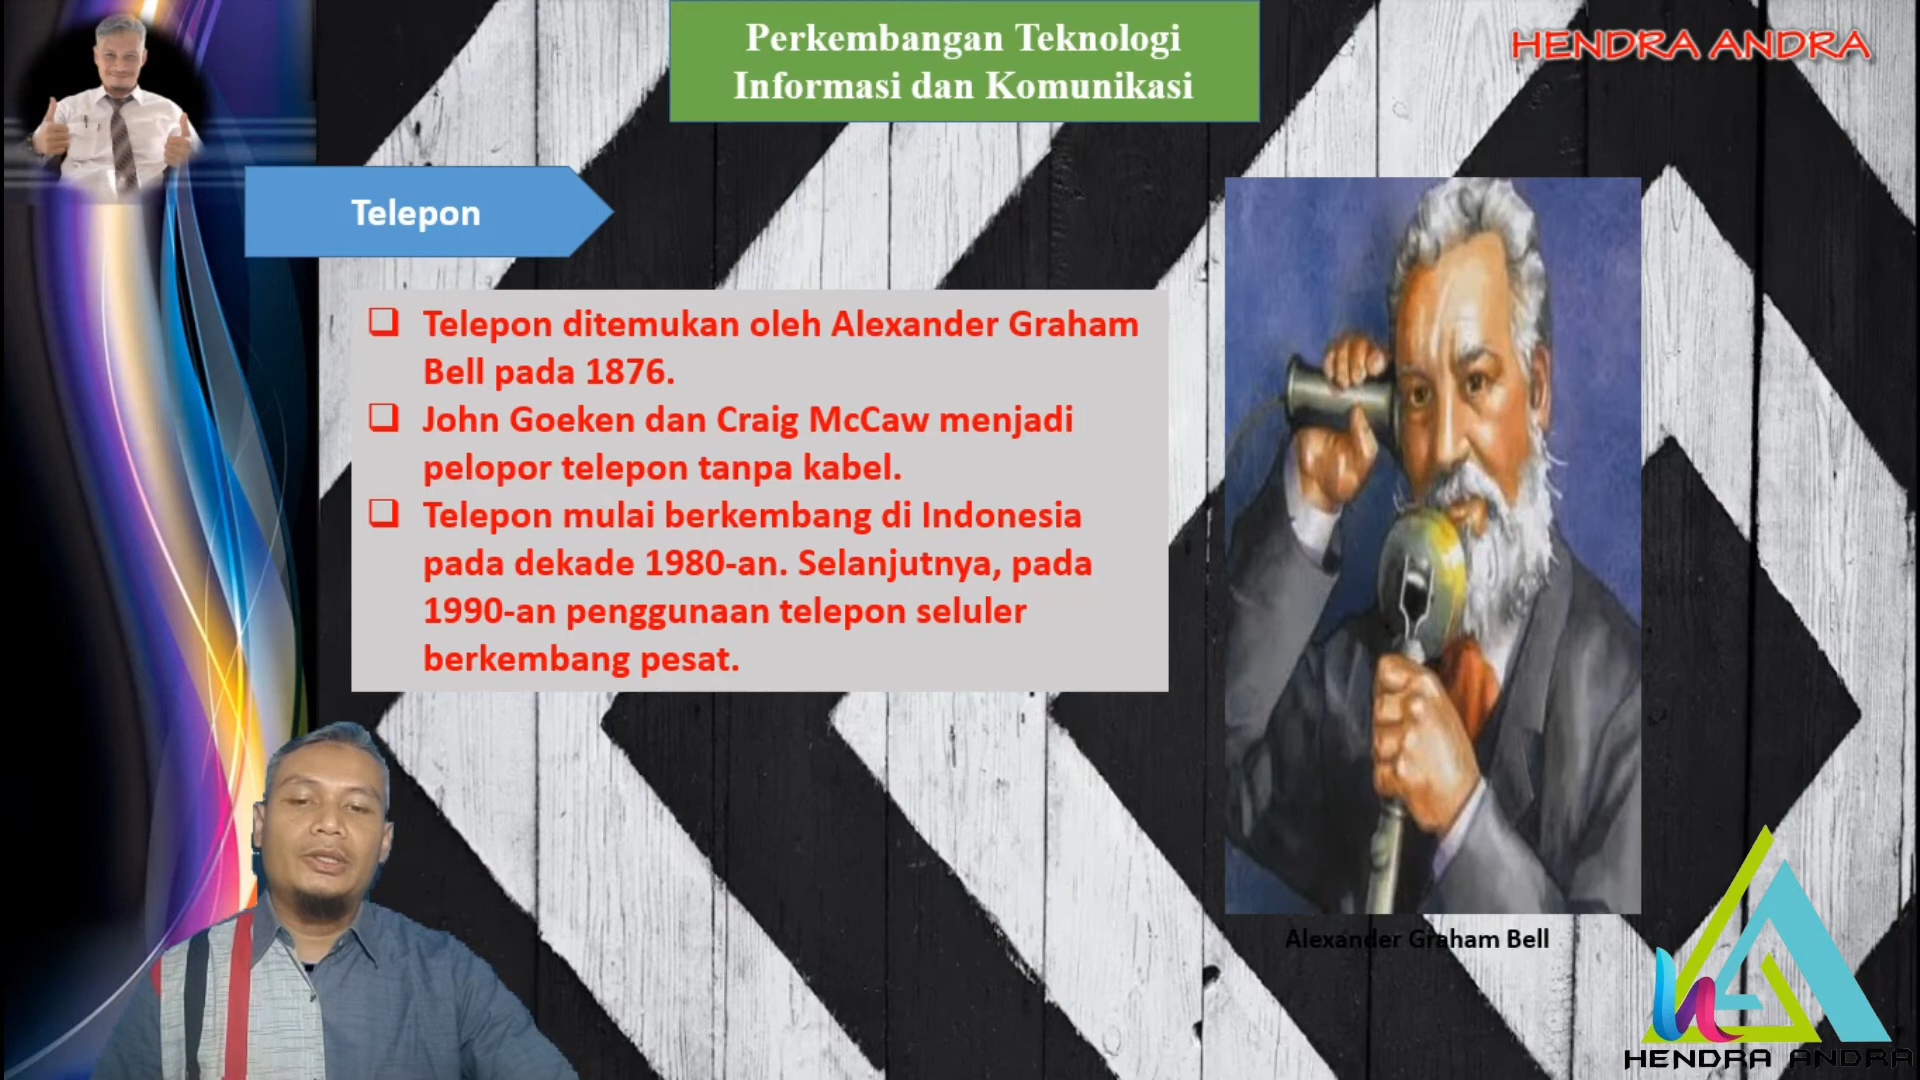 Perkembangan Teknologi
Informasi dan Komunikasi
HENDRA ANDRA
Telepon
❑ Telepon ditemukan oleh Alexander Graham
Bell pada 1876.
❑ John Goeken dan Craig McCaw menjadi
pelopor telepon tanpa kabel.
❑ Telepon mulai berkembang di Indonesia
pada dekade 1980-an. Selanjutnya, pada
1990-an penggunaan telepon seluler
berkembang pesat.
Alexander Graham Bell
HENDRA ANDRA